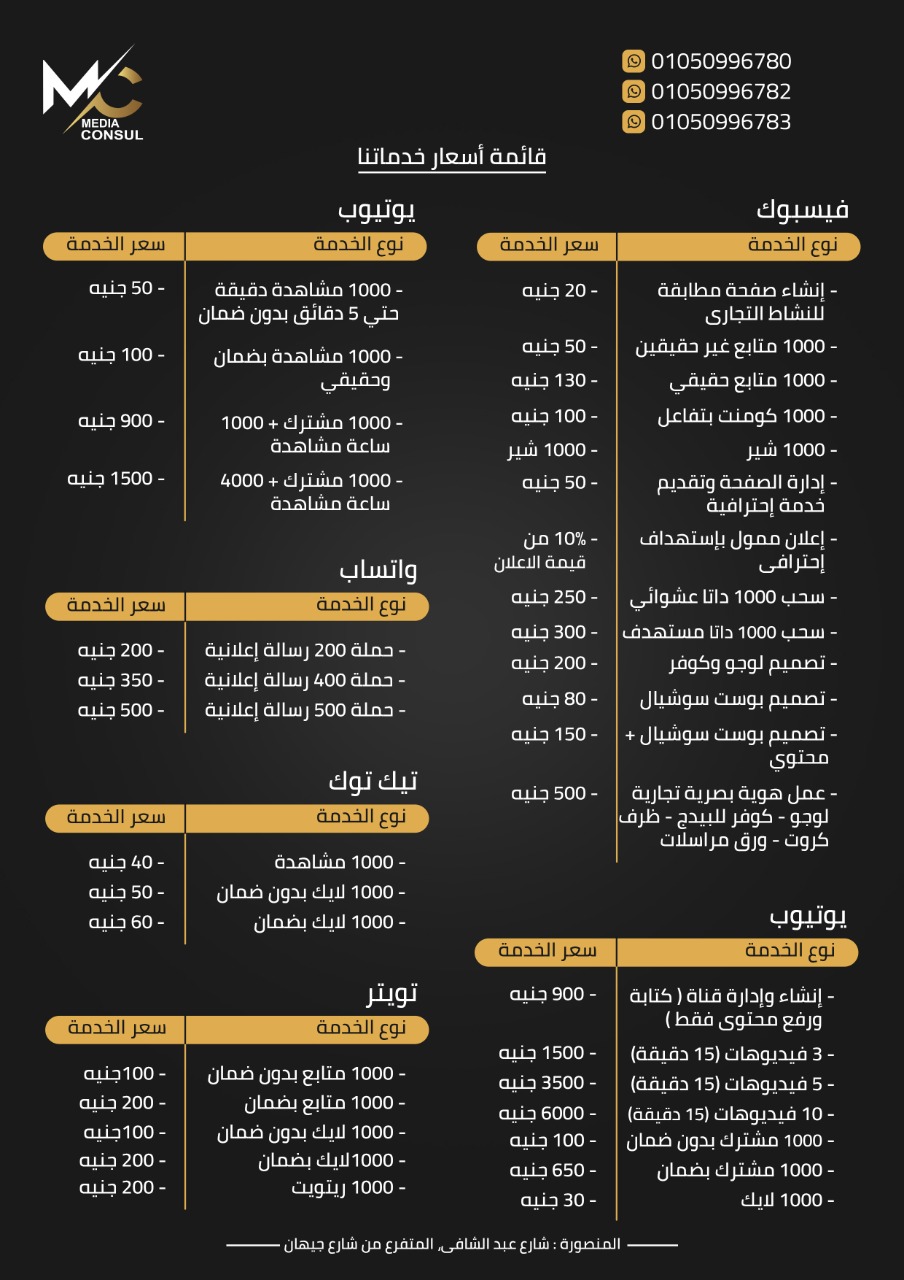 MC
MEDIA
CONSUL
01050996780
01050996782
01050996783
قائمة أسعار خدماتنا
فيسبوك
نوع الخدمة سعر الخدمة
- إنشاء صفحة مطابقة - 20 جنيه
للنشاط التجارى
- 1000 متابع غير حقيقين - 50 جنيه
- 1000 متابع حقيقي - 130 جنيه
- 1000 كومنت بتفاعل - 100 جنيه
- 1000 شير - 1000 شير
- إدارة الصفحة وتقديم - 50 جنيه
خدمة إحترافية
- إعلان ممول بإستهداف - 10% من
إحترافى قيمة الاعلان
- سحب 1000 داتا عشوائي - 250 جنيه
- سحب 1000 داتا مستهدف - 300 جنيه
- تصميم لوجو وكوفر - 200 جنيه
- تصميم بوست سوشيال - 80 جنيه
- تصميم بوست سوشيال + - 150 جنيه
محتوي
- عمل هوية بصرية تجارية - 500 جنيه
لوجو - كوفر للبيدج - ظرف
كروت - ورق مراسلات
يوتيوب
نوع الخدمة سعر الخدمة
- إنشاء وإدارة قناة ( كتابة - 900 جنيه
ورفع محتوى فقط )
- 3 فيديوهات (15 دقيقة) - 1500 جنيه
- 5 فيديوهات (15 دقيقة) - 3500 جنيه
- 10 فيديوهات (15 دقيقة) - 6000 جنيه
- 1000 مشترك بدون ضمان - 100 جنيه
- 1000 مشترك بضمان - 650 جنيه
- 1000 لايك - 30 جنيه
يوتيوب
نوع الخدمة سعر الخدمة
- 1000 مشاهدة دقيقة - 50 جنيه
حتي 5 دقائق بدون ضمان
- 1000 مشاهدة بضمان - 100 جنيه
وحقيقي
- 1000 مشترك + 1000 - 900 جنيه
ساعة مشاهدة
- 1000 مشترك + 4000 - 1500 جنيه
ساعة مشاهدة
واتساب
نوع الخدمة سعر الخدمة
- حملة 200 رسالة إعلانية - 200 جنيه
- حملة 400 رسالة إعلانية - 350 جنيه
- حملة 500 رسالة إعلانية - 500 جنيه
تيك توك
نوع الخدمة سعر الخدمة
- 1000 مشاهدة - 40 جنيه
- 1000 لايك بدون ضمان - 50 جنيه
- 1000 لايك بضمان - 60 جنيه
تويتر
نوع الخدمة سعر الخدمة
- 1000 متابع بدون ضمان - 100جنيه
- 1000 متابع بضمان - 200 جنيه
- 1000 لايك بدون ضمان - 100جنيه
- 1000لايك بضمان - 200 جنيه
- 1000 ريتويت - 200 جنيه
المنصورة : شارع عبد الشافى، المتفرع من شارع جيهان